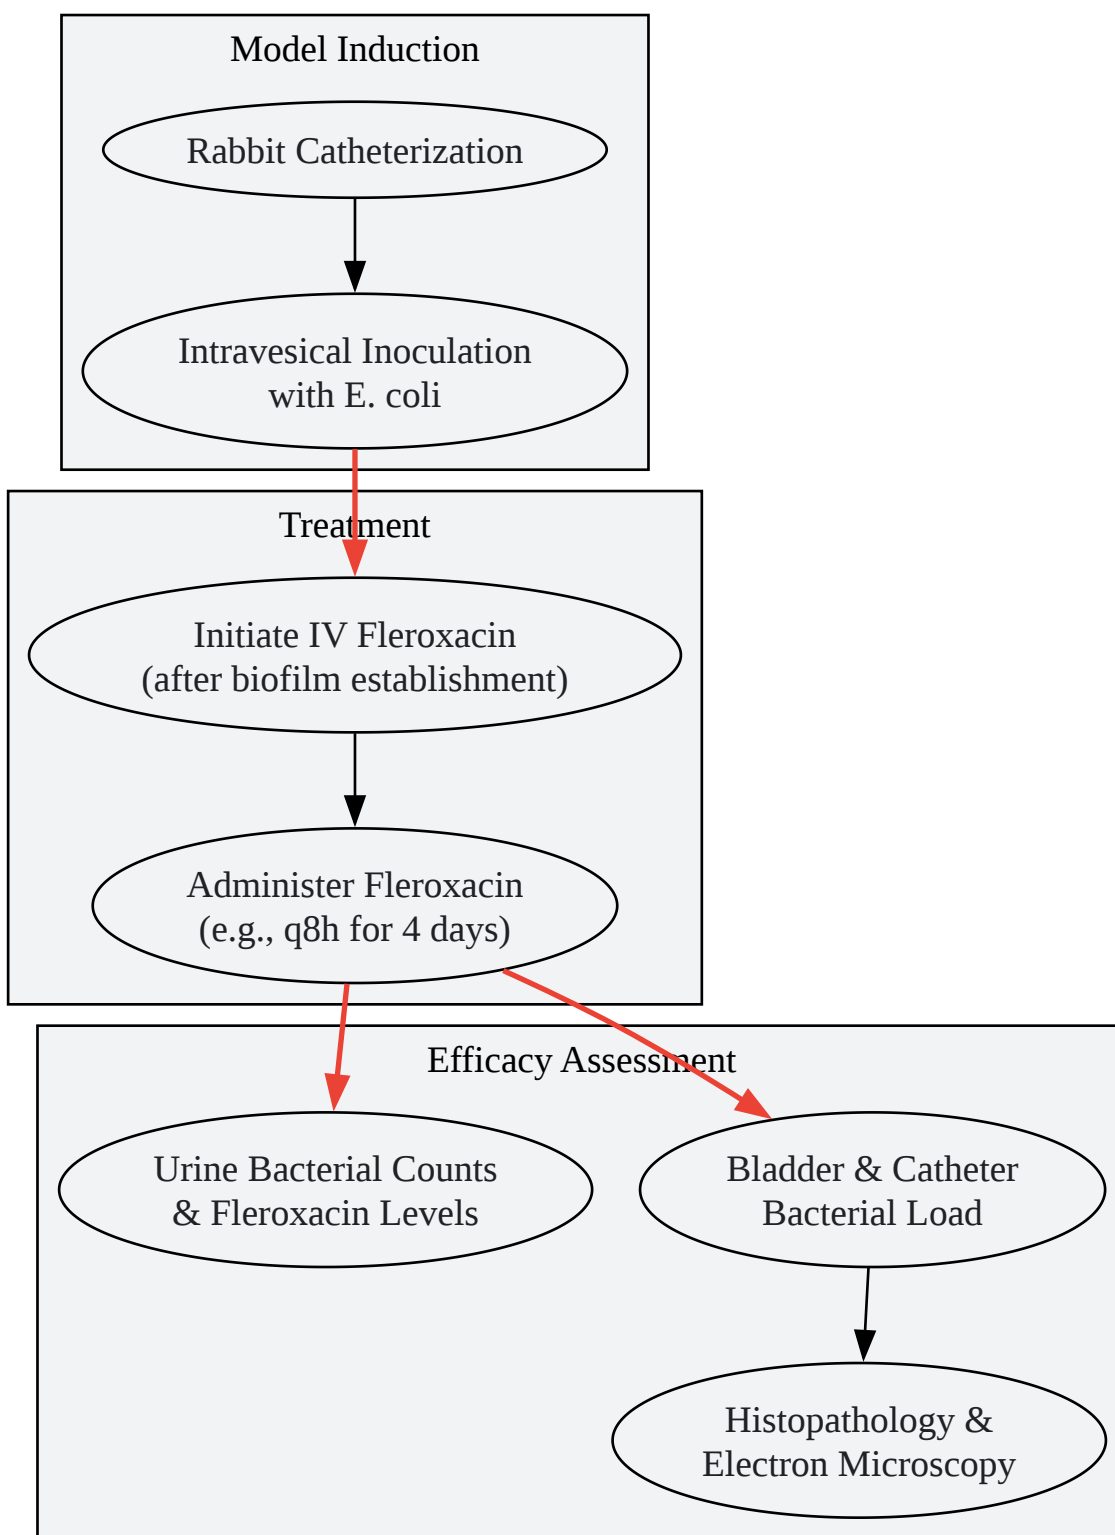 Model Induction
Rabbit Catheterization
Intravesical Inoculation
with E. coli
Treatment
Initiate IV Fleroxacin
(after biofilm establishment)
Administer Fleroxacin
(e.g., q8h for 4 days)
Efficacy Assessment
Urine Bacterial Counts
& Fleroxacin Levels
Bladder & Catheter
Bacterial Load
Histopathology &
Electron Microscopy